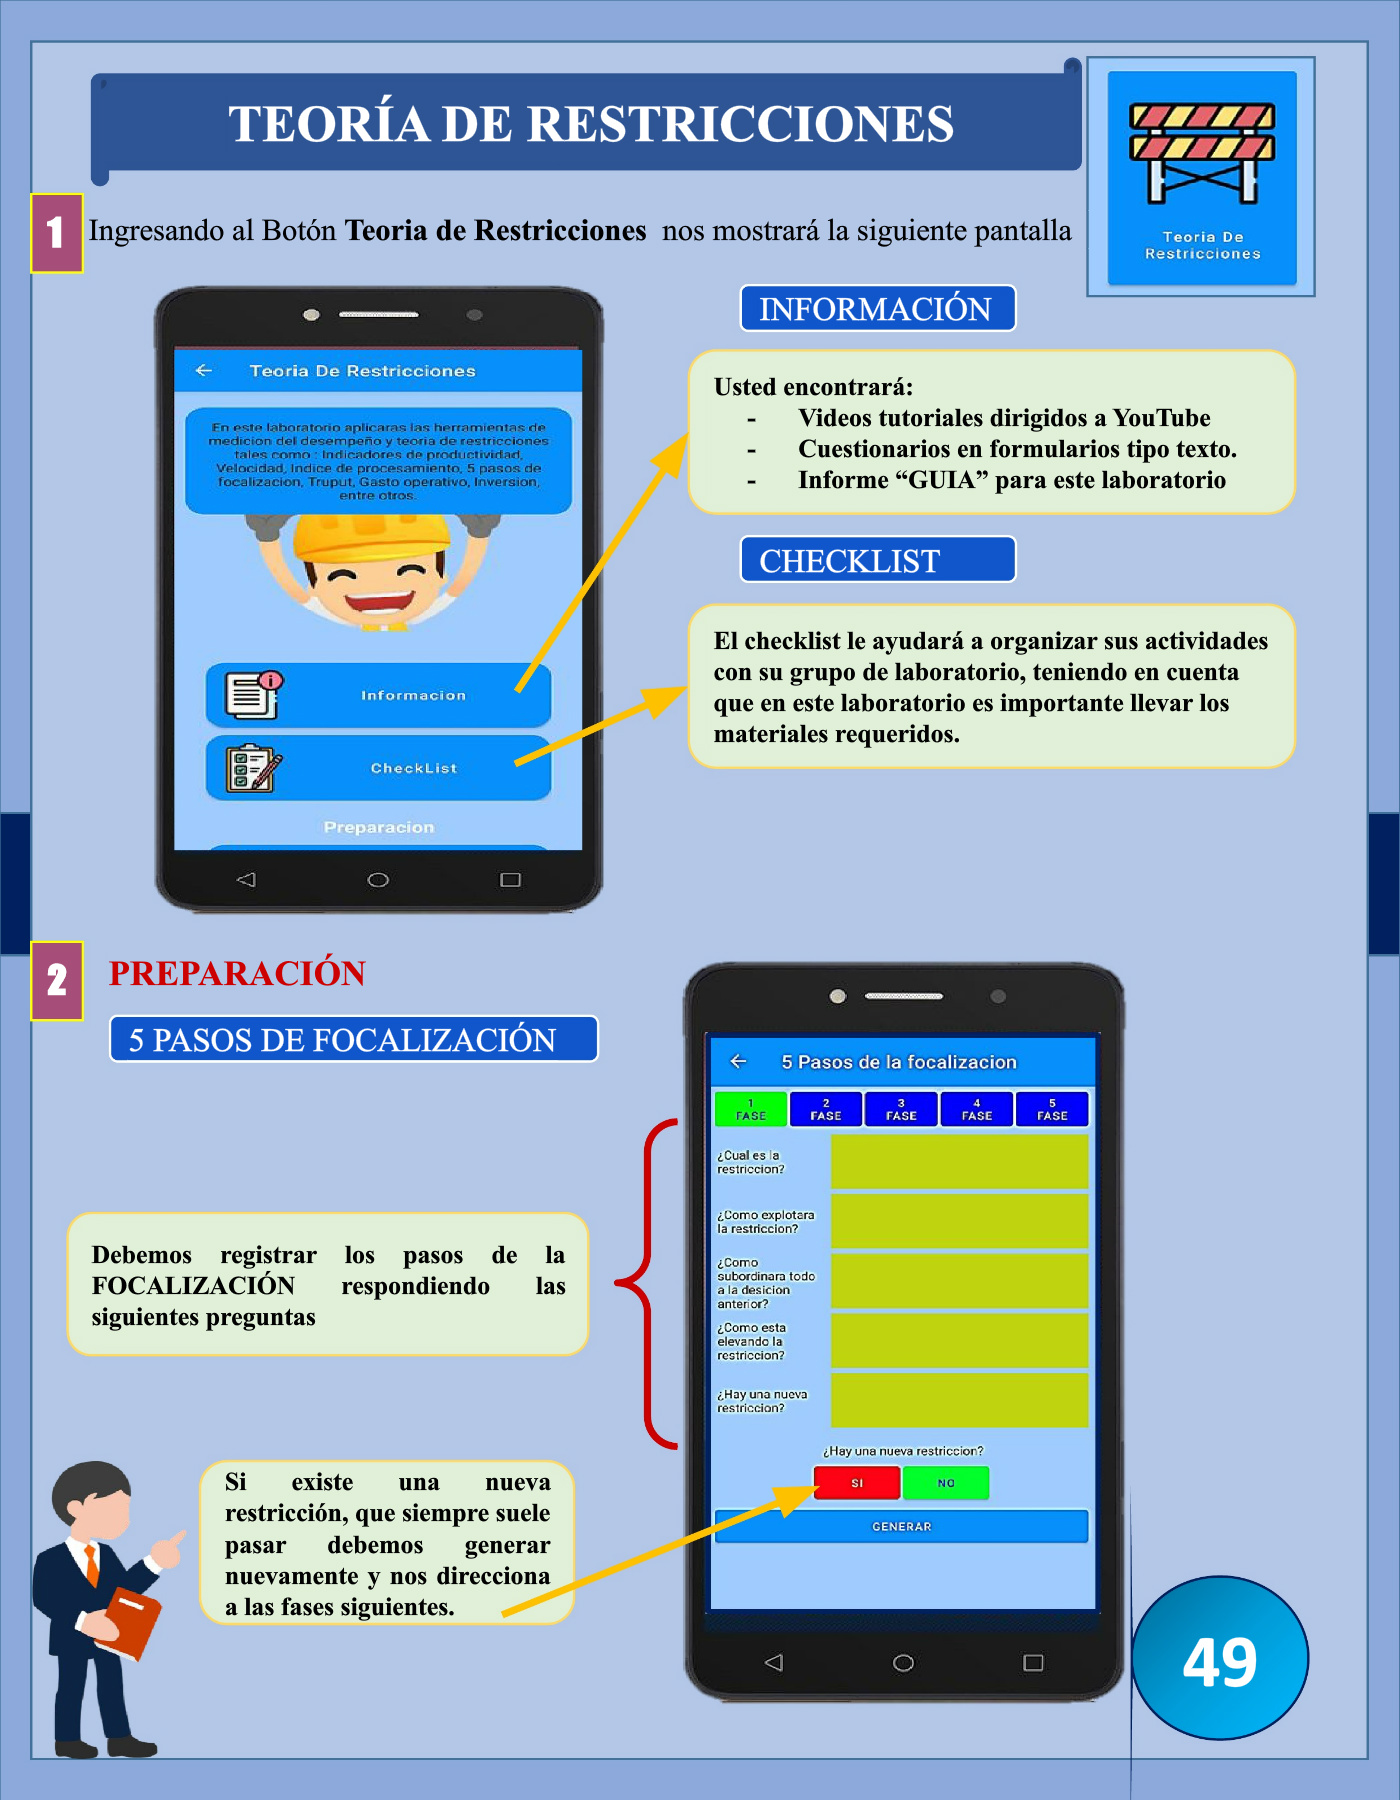 TEORÍA DE RESTRICCIONES
Teoria De
Restricciones
1
Ingresando al Botón Teoria de Restricciones nos mostrará la siguiente pantalla
Teoria De Restricciones
En este laboratorio aplicaras las herramientas de
medicion del desempeño y teoria de restricciones
tales como : Indicadores de productividad,
Velocidad, Indice de procesamiento, 5 pasos de
focalizacion, Truput, Gasto operativo, Inversion,
entre otros.
Informacion
CheckList
Preparacion
INFORMACIÓN
Usted encontrará:
- Videos tutoriales dirigidos a YouTube
- Cuestionarios en formularios tipo texto.
- Informe “GUIA” para este laboratorio
CHECKLIST
El checklist le ayudará a organizar sus actividades
con su grupo de laboratorio, teniendo en cuenta
que en este laboratorio es importante llevar los
materiales requeridos.
2
PREPARACIÓN
5 PASOS DE FOCALIZACIÓN
Debemos registrar los pasos de la
FOCALIZACIÓN respondiendo las
siguientes preguntas
Si existe una nueva
restricción, que siempre suele
pasar debemos generar
nuevamente y nos direcciona
a las fases siguientes.
5 Pasos de la focalizacion
1 FASE
2 FASE
3 FASE
4 FASE
5 FASE
¿Cual es la
restriccion?
¿Como explotara
la restriccion?
¿Como
subordinara todo
a la desicion
anterior?
¿Como esta
elevando la
restriccion?
¿Hay una nueva
restriccion?
¿Hay una nueva restriccion?
SI
NO
GENERAR
49